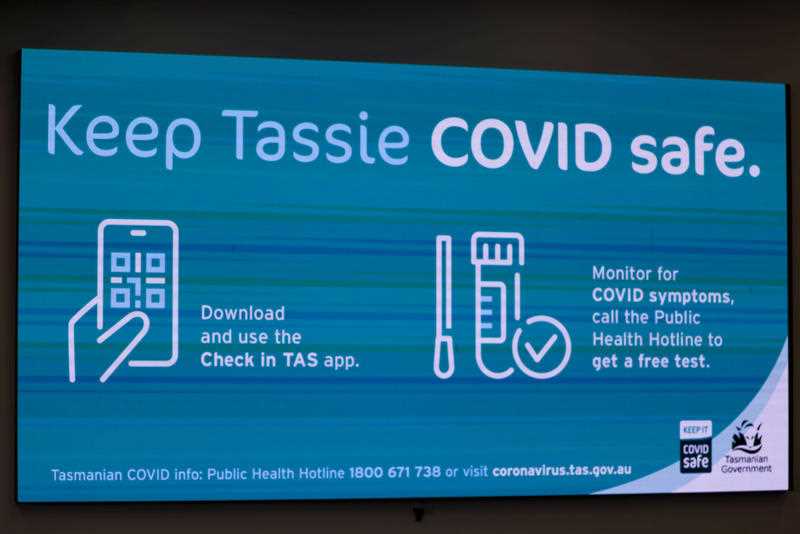 Keep Tassie COVID safe.
Download
and use the
Check in TAS app.
Monitor for
COVID symptoms,
call the Public
Health Hotline to
get a free test.
Tasmanian COVID info: Public Health Hotline 1800 671 738 or visit coronavirus.tas.gov.au
KEEP IT
COVID
safe
Tasmanian
Government